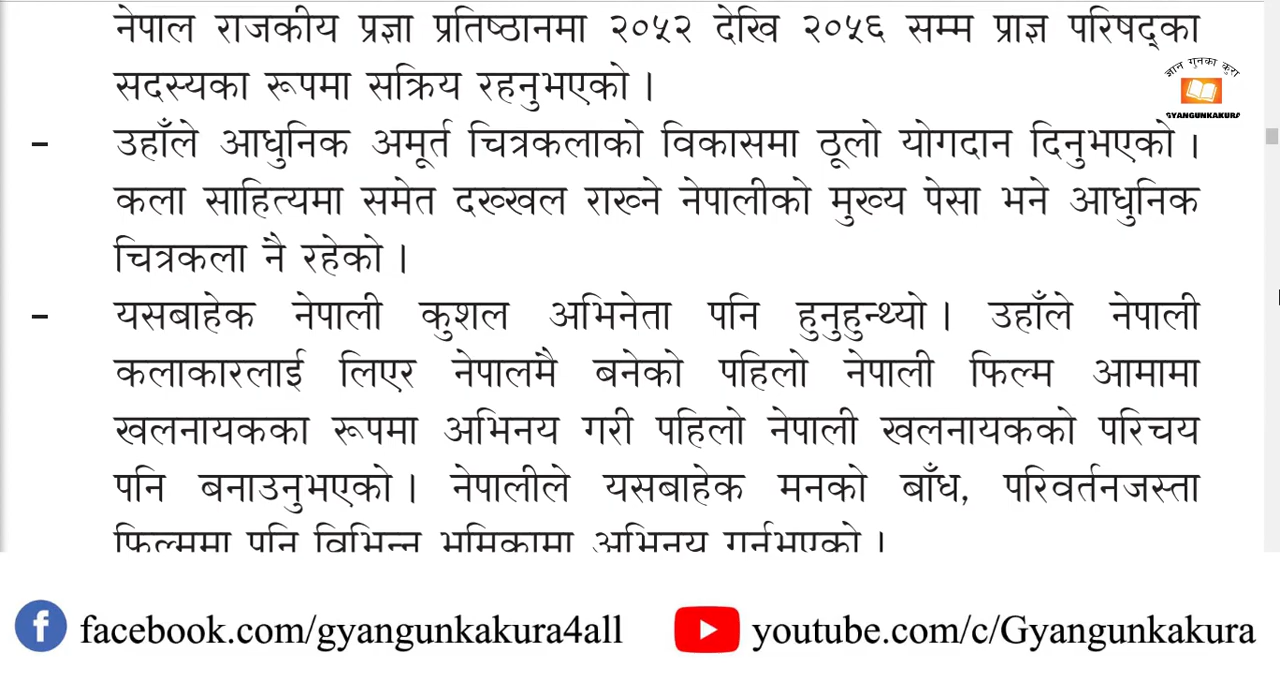 नेपाल राजकीय प्रज्ञा प्रतिष्ठानमा २०५२ देखि २०५६ सम्म प्राज्ञ परिषद्का
सदस्यका रूपमा सक्रिय रहनुभएको ।
ज्ञान गुनका कुरा
GYANGUNKAKURA
- उहाँले आधुनिक अमूर्त चित्रकलाको विकासमा ठूलो योगदान दिनुभएको ।
कला साहित्यमा समेत दख्खल राख्ने नेपालीको मुख्य पेसा भने आधुनिक
चित्रकला नै रहेको ।
- यसबाहेक नेपाली कुशल अभिनेता पनि हुनुहुन्थ्यो । उहाँले नेपाली
कलाकारलाई लिएर नेपालमै बनेको पहिलो नेपाली फिल्म आमामा
खलनायकका रूपमा अभिनय गरी पहिलो नेपाली खलनायकको परिचय
पनि बनाउनुभएको । नेपालीले यसबाहेक मनको बाँध, परिवर्तनजस्ता
फिल्ममा पनि विभिन्न भूमिकामा अभिनय गर्नुभएको ।
facebook.com/gyangunkakura4all
youtube.com/c/Gyangunkakura